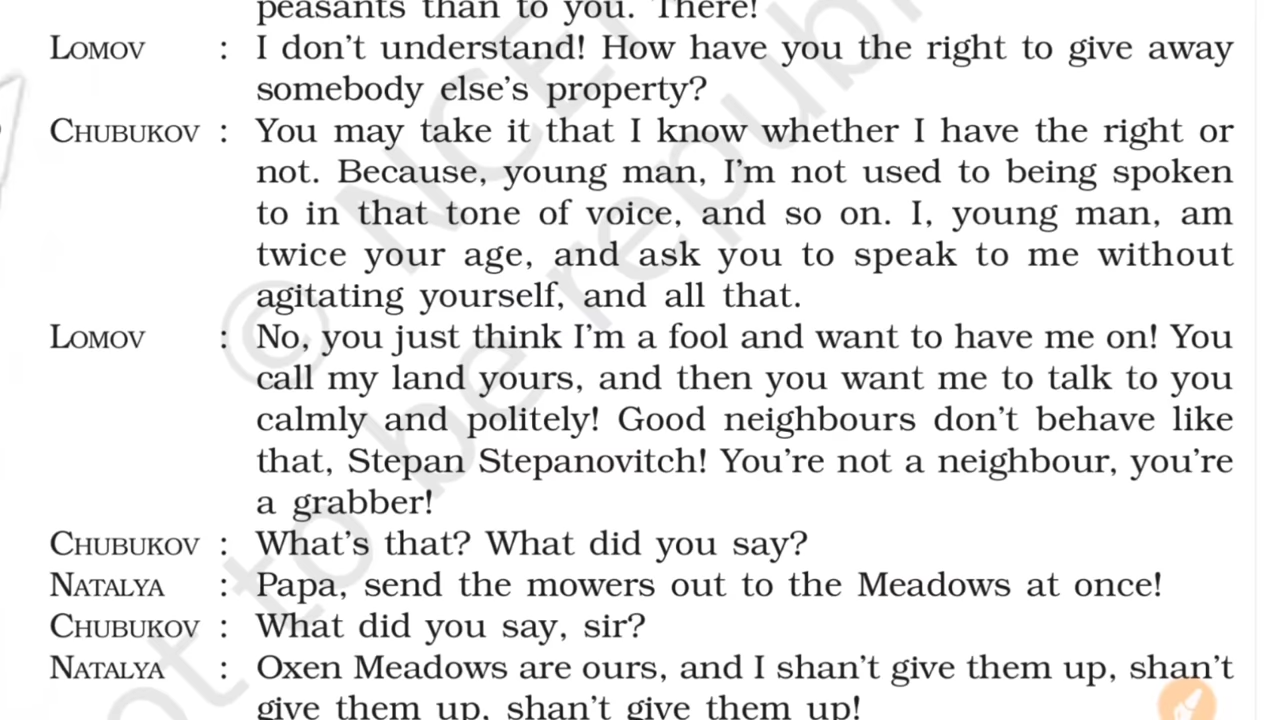 peasants than to you. There!
LOMOV : I don't understand! How have you the right to give away
somebody else's property?
CHUBUKOV : You may take it that I know whether I have the right or
not. Because, young man, I'm not used to being spoken
to in that tone of voice, and so on. I, young man, am
twice your age, and ask you to speak to me without
agitating yourself, and all that.
LOMOV : No, you just think I'm a fool and want to have me on! You
call my land yours, and then you want me to talk to you
calmly and politely! Good neighbours don't behave like
that, Stepan Stepanovitch! You're not a neighbour, you're
a grabber!
CHUBUKOV : What's that? What did you say?
NATALYA : Papa, send the mowers out to the Meadows at once!
CHUBUKOV : What did you say, sir?
NATALYA : Oxen Meadows are ours, and I shan't give them up, shan't
give them up, shan't give them up!